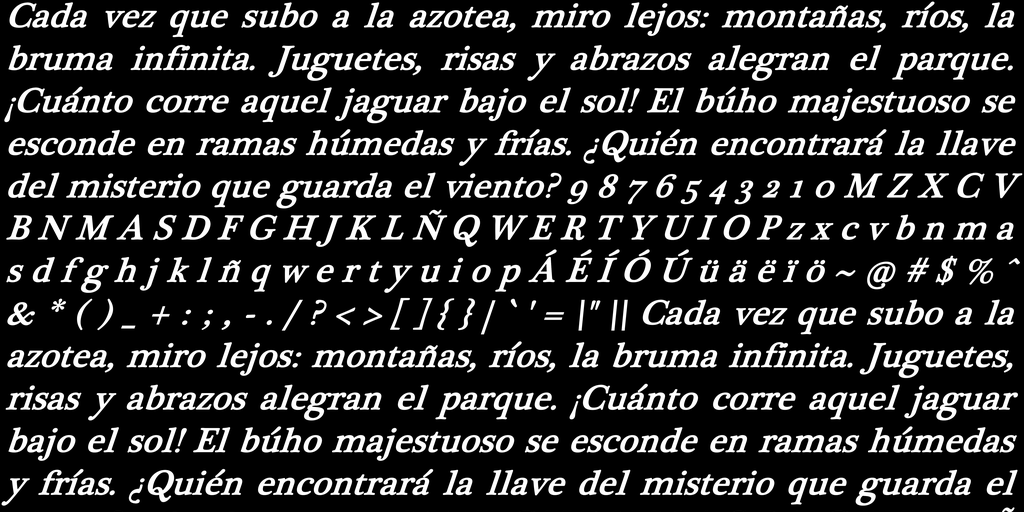 Cada vez que subo a la azotea, miro lejos: montañas, ríos, la
bruma infinita. Juguetes, risas y abrazos alegran el parque.
¡Cuánto corre aquel jaguar bajo el sol! El búho majestuoso se
esconde en ramas húmedas y frías. ¿Quién encontrará la llave
del misterio que guarda el viento? 9 8 7 6 5 4 3 2 1 0 M Z X C V
B N M A S D F G H J K L Ñ Q W E R T Y U I O P z x c v b n m a
s d f g h j k l ñ q w e r t y u i o p Á É Í Ó Ú ü ä ë ï ö ~ @ # $ % ^
& * ( ) _ + : ; , - . / ? < > [ ] { } | ` ' = |" || Cada vez que subo a la
azotea, miro lejos: montañas, ríos, la bruma infinita. Juguetes,
risas y abrazos alegran el parque. ¡Cuánto corre aquel jaguar
bajo el sol! El búho majestuoso se esconde en ramas húmedas
y frías. ¿Quién encontrará la llave del misterio que guarda el